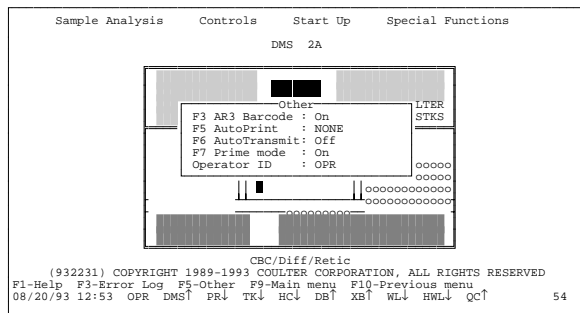 Sample Analysis Controls Start Up Special Functions
DMS 2A
Other
F3 AR3 Barcode : On
F5 AutoPrint : NONE
F6 AutoTransmit: Off
F7 Prime mode : On
Operator ID : OPR
LTER
STKS
CBC/Diff/Retic
(932231) COPYRIGHT 1989-1993 COULTER CORPORATION, ALL RIGHTS RESERVED
F1-Help F3-Error Log F5-Other F9-Main menu F10-Previous menu
08/20/93 12:53 OPR DMS↑ PR↓ TK↓ HC↓ DB↑ XB↑ WL↓ HWL↓ QC↑ 54